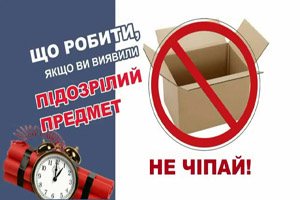 ЩО РОБИТИ,
ЯКЩО ВИ ВИЯВИЛИ
ПІДОЗРІЛИЙ
ПРЕДМЕТ
НЕ ЧІПАЙ!